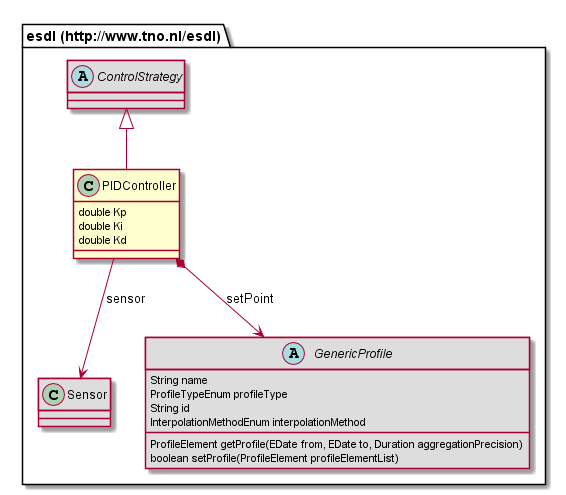 esdl (http://www.tno.nl/esdl)
A ControlStrategy
C PIDController
double Kp
double Ki
double Kd
sensor
setPoint
C Sensor
A GenericProfile
String name
ProfileTypeEnum profileType
String id
InterpolationMethodEnum interpolationMethod
ProfileElement getProfile(EDate from, EDate to, Duration aggregationPrecision)
boolean setProfile(ProfileElement profileElementList)